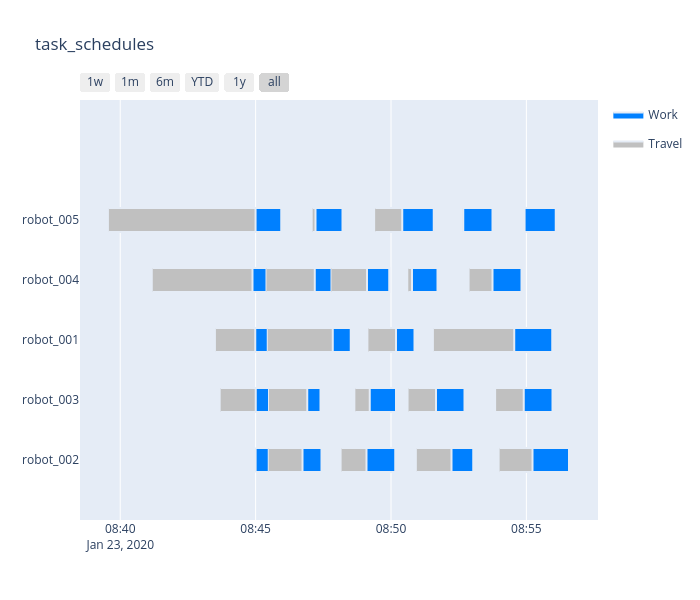 task_schedules
1w 1m 6m YTD 1y all
Work
Travel
robot_005
robot_004
robot_001
robot_003
robot_002
08:40 08:45 08:50 08:55
Jan 23, 2020